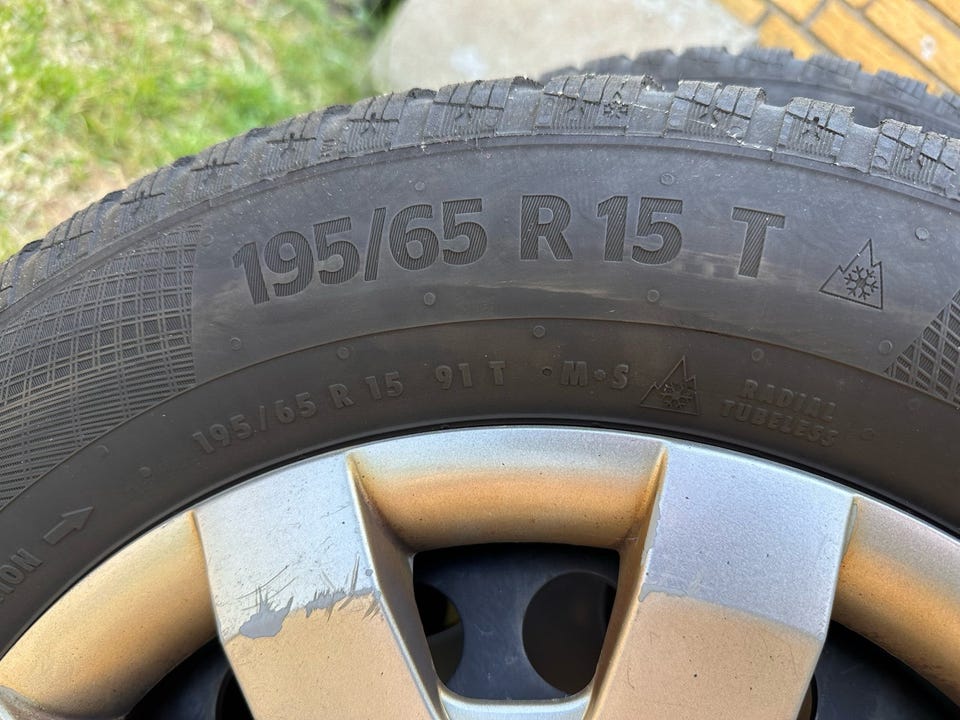 195/65 R 15 T
195/65 R 15 91 T M+S
RADIAL
TUBELESS